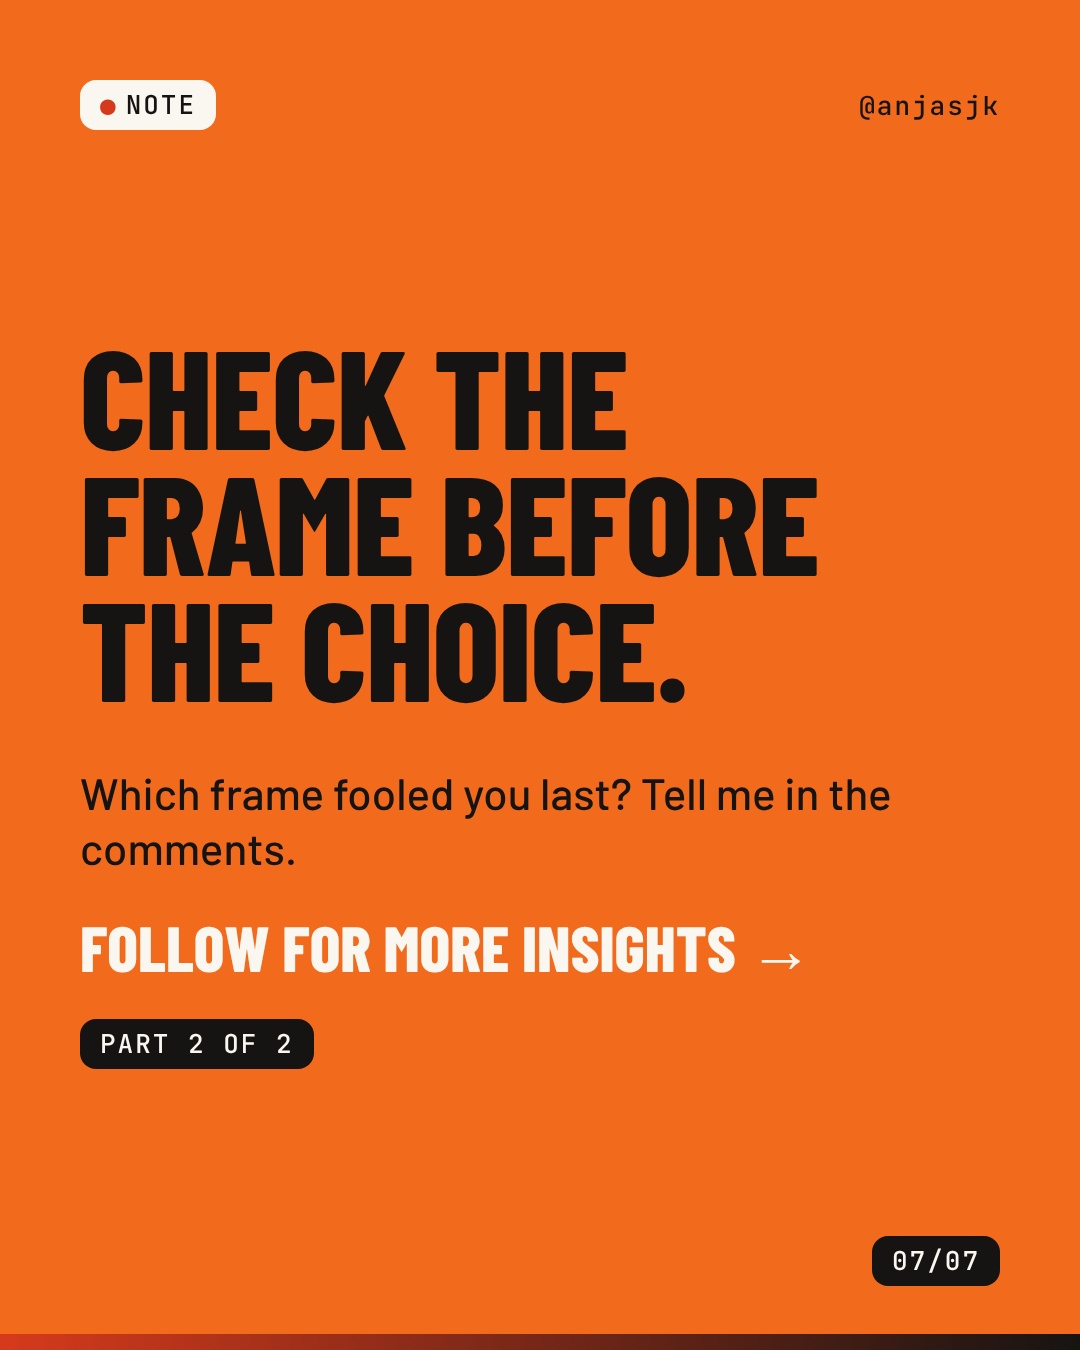 NOTE
@anjasjk
CHECK THE
FRAME BEFORE
THE CHOICE.
Which frame fooled you last? Tell me in the
comments.
FOLLOW FOR MORE INSIGHTS →
PART 2 OF 2
07/07